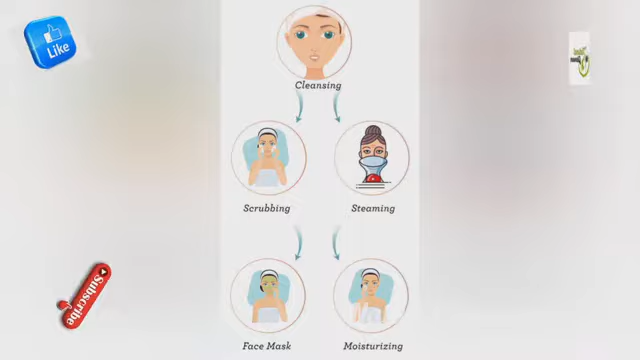 Like
Cleansing
Scrubbing
Steaming
Subscribe
Face Mask
Moisturizing